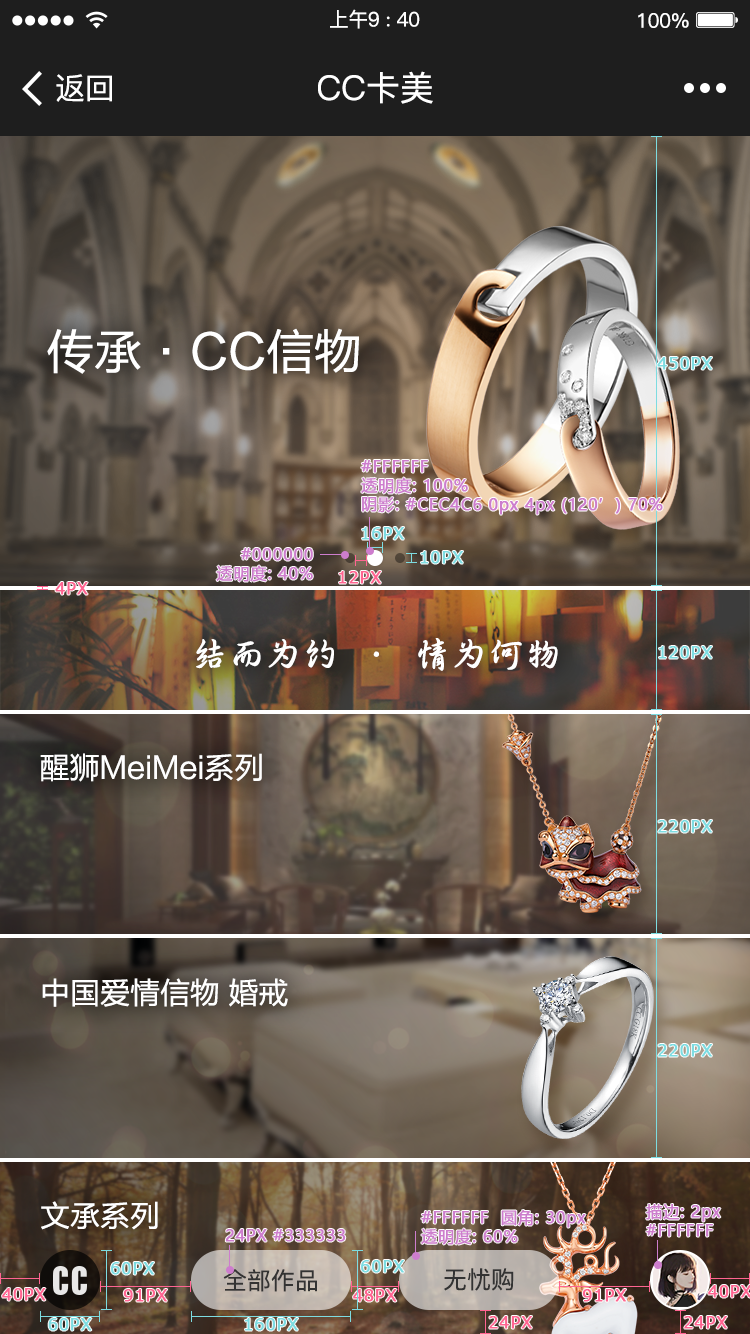 上午9 : 40
100%
返回
CC卡美
传承 · CC信物
450PX
#FFFFFF
透明度: 100%
阴影: #CEC4C6 0px 4px (120′) 70%
16PX
#000000
透明度: 40%
10PX
12PX
4PX
结而为约 · 情为何物
120PX
醒狮MeiMei系列
220PX
中国爱情信物 婚戒
220PX
文承系列
24PX #333333
#FFFFFF 圆角: 30px
透明度: 60%
描边: 2px
#FFFFFF
CC
60PX
全部作品
60PX
无忧购
40PX
91PX
48PX
91PX
40PX
60PX
160PX
24PX
24PX